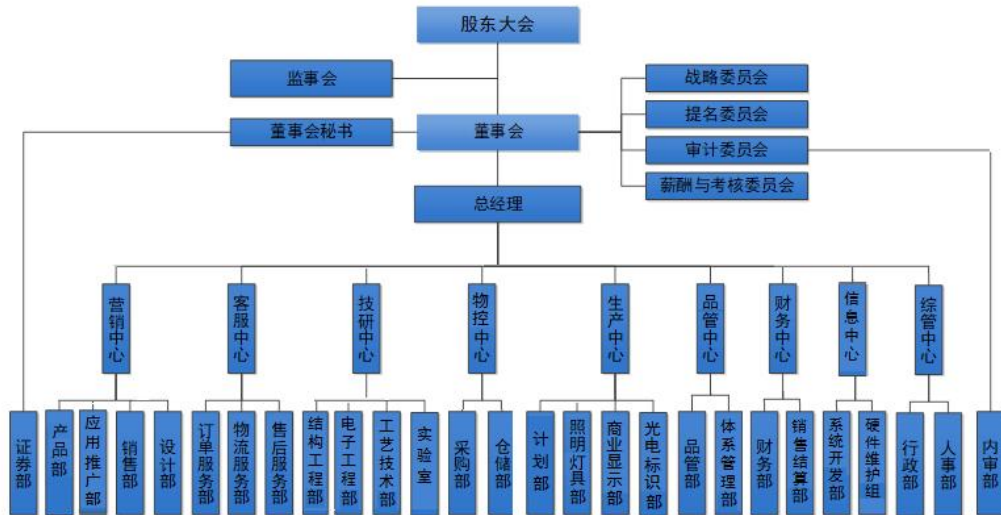 股东大会
监事会
战略委员会
提名委员会
董事会秘书
董事会
审计委员会
薪酬与考核委员会
总经理
营销中心
客服中心
技研中心
物控中心
生产中心
品管中心
财务中心
信息中心
综管中心
证券部
产品部
应用推广部
销售部
设计部
订单服务部
物流服务部
售后服务部
结构工程部
电子工程部
工艺技术部
实验室
采购部
仓储部
计划部
照明灯具部
商业显示部
光电标识部
品管部
体系管理部
财务部
销售结算部
系统开发部
硬件维护组
行政部
人事部
内审部